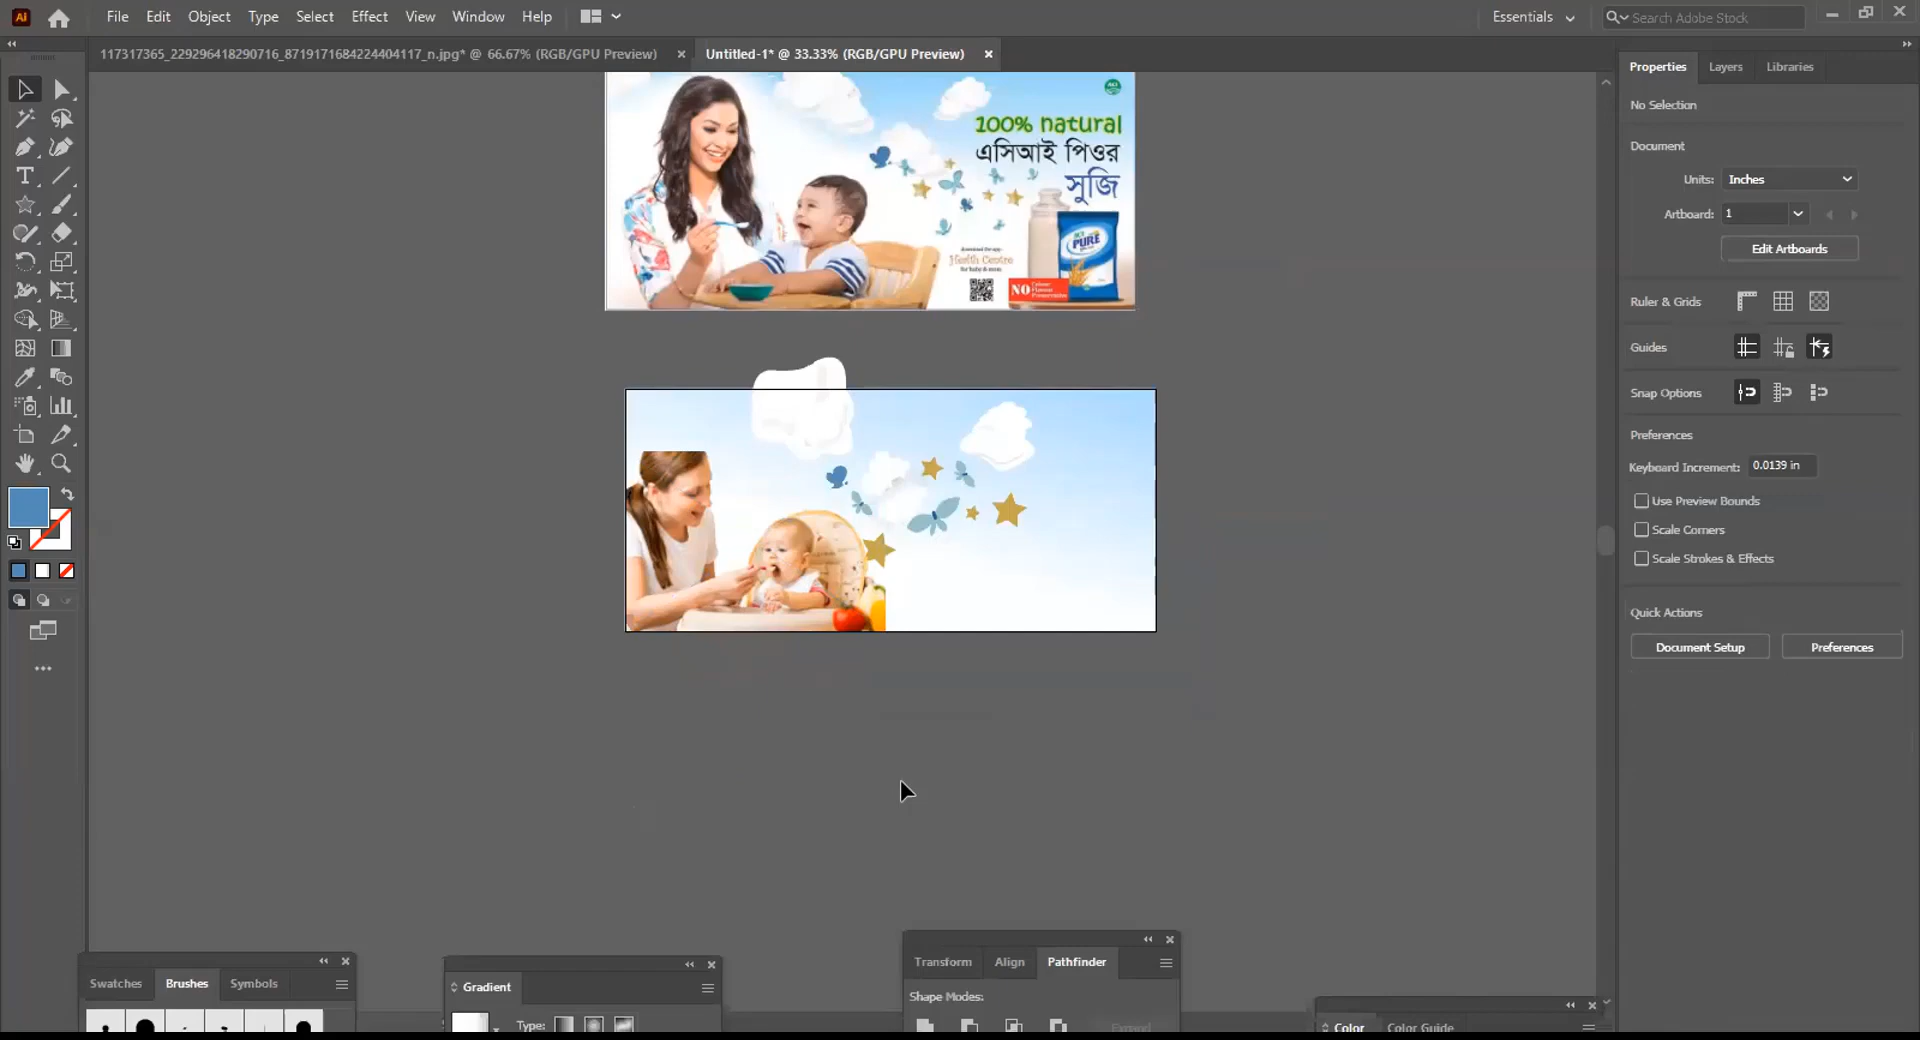 Ai File Edit Object Type Select Effect View Window Help
Essentials
Search Adobe Stock
117317365_229296418290716_8719171684224404117_n.jpg* @ 66.67% (RGB/GPU Preview)
Untitled-1* @ 33.33% (RGB/GPU Preview)
Properties Layers Libraries
No Selection
Document
Units: Inches
Artboard: 1
Edit Artboards
Ruler & Grids
Guides
Snap Options
Preferences
Keyboard Increment: 0.0139 in
Use Preview Bounds
Scale Corners
Scale Strokes & Effects
Quick Actions
Document Setup Preferences
100% natural
এসিআই পিওর
সুজি
PURE
download the app-
Health Centre
for baby & mom
NO Colour
Flavour
Preservative
Swatches Brushes Symbols
Gradient
Type:
Transform Align Pathfinder
Shape Modes:
Expand
Color Color Guide